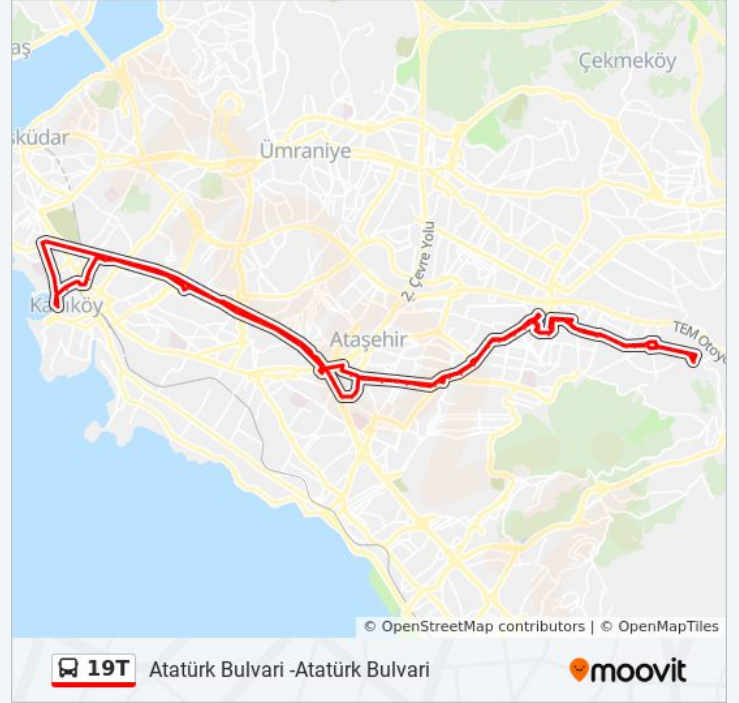 aş
Çekmeköy
sküdar
Ümraniye
2. Çevre Yolu
Kadıköy
Ataşehir
TEM Otoyo
© OpenStreetMap contributors | © OpenMapTiles
19T Atatürk Bulvari -Atatürk Bulvari
moovit